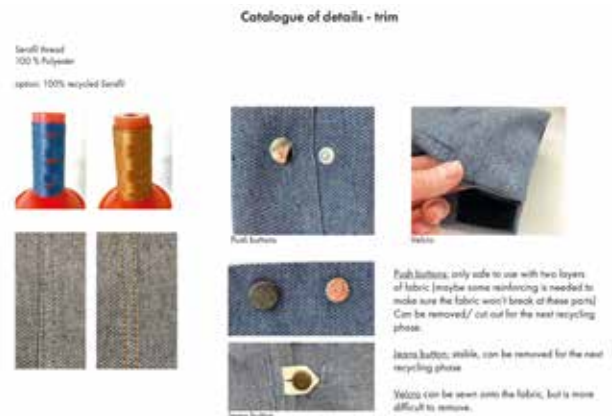 Catalogue of details - trim
Serafil thread
100 % Polyester
option: 100% recycled Serafil
Push buttons
Velcro
Push buttons: only safe to use with two layers
of fabric (maybe some reinforcing is needed to
make sure the fabric won't break at these parts)
Can be removed/ cut out for the next recycling
phase.
Jeans button: stable, can be removed for the next
recycling phase
Velcro can be sewn onto the fabric, but is more
difficult to remove.
Jeans button